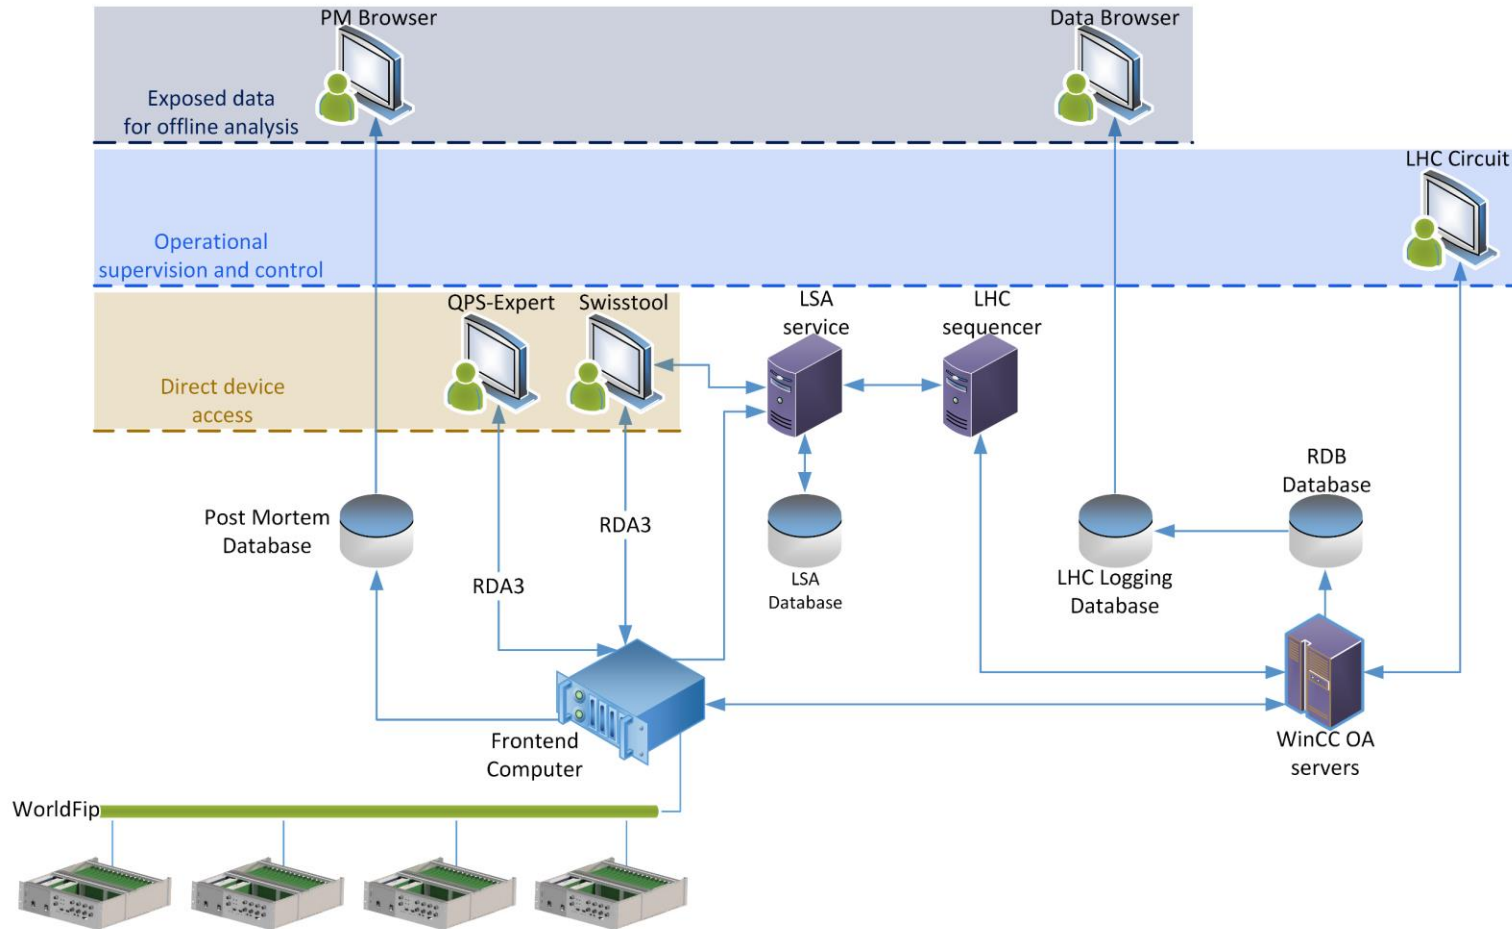 PM Browser
Data Browser
Exposed data
for offline analysis
LHC Circuit
Operational
supervision and control
QPS-Expert
Swisstool
LSA
service
LHC
sequencer
Direct device
access
Post Mortem
Database
RDA3
RDA3
LSA
Database
RDB
Database
LHC Logging
Database
Frontend
Computer
WinCC OA
servers
WorldFip